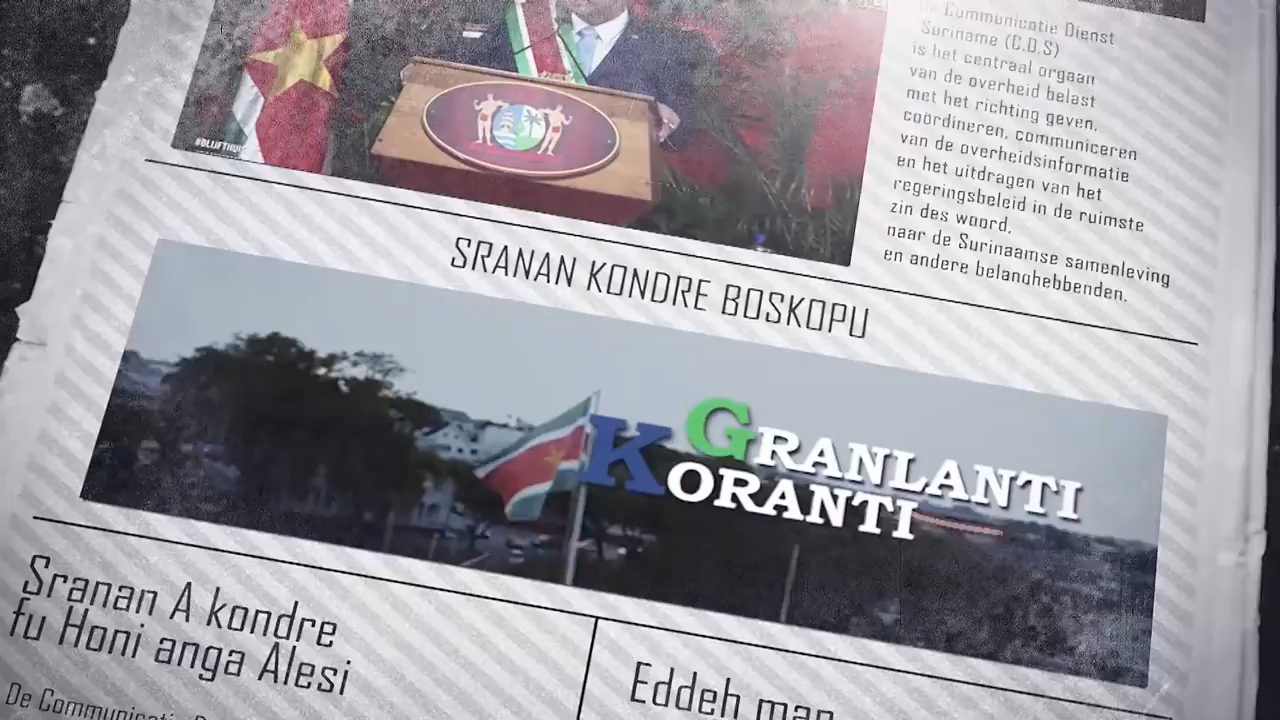 De Communicatie Dienst
Suriname (C.D.S)
is het centraal orgaan
van de overheid belast
met het richting geven,
coördineren, communiceren
van de overheidsinformatie
en het uitdragen van het
regeringsbeleid in de ruimste
zin des woord,
naar de Surinaamse samenleving
en andere belanghebbenden.
SRANAN KONDRE BOSKOPU
GRANLANTI
KORANTI
Sranan A kondre
fu Honi anga Alesi
De
Eddeh man